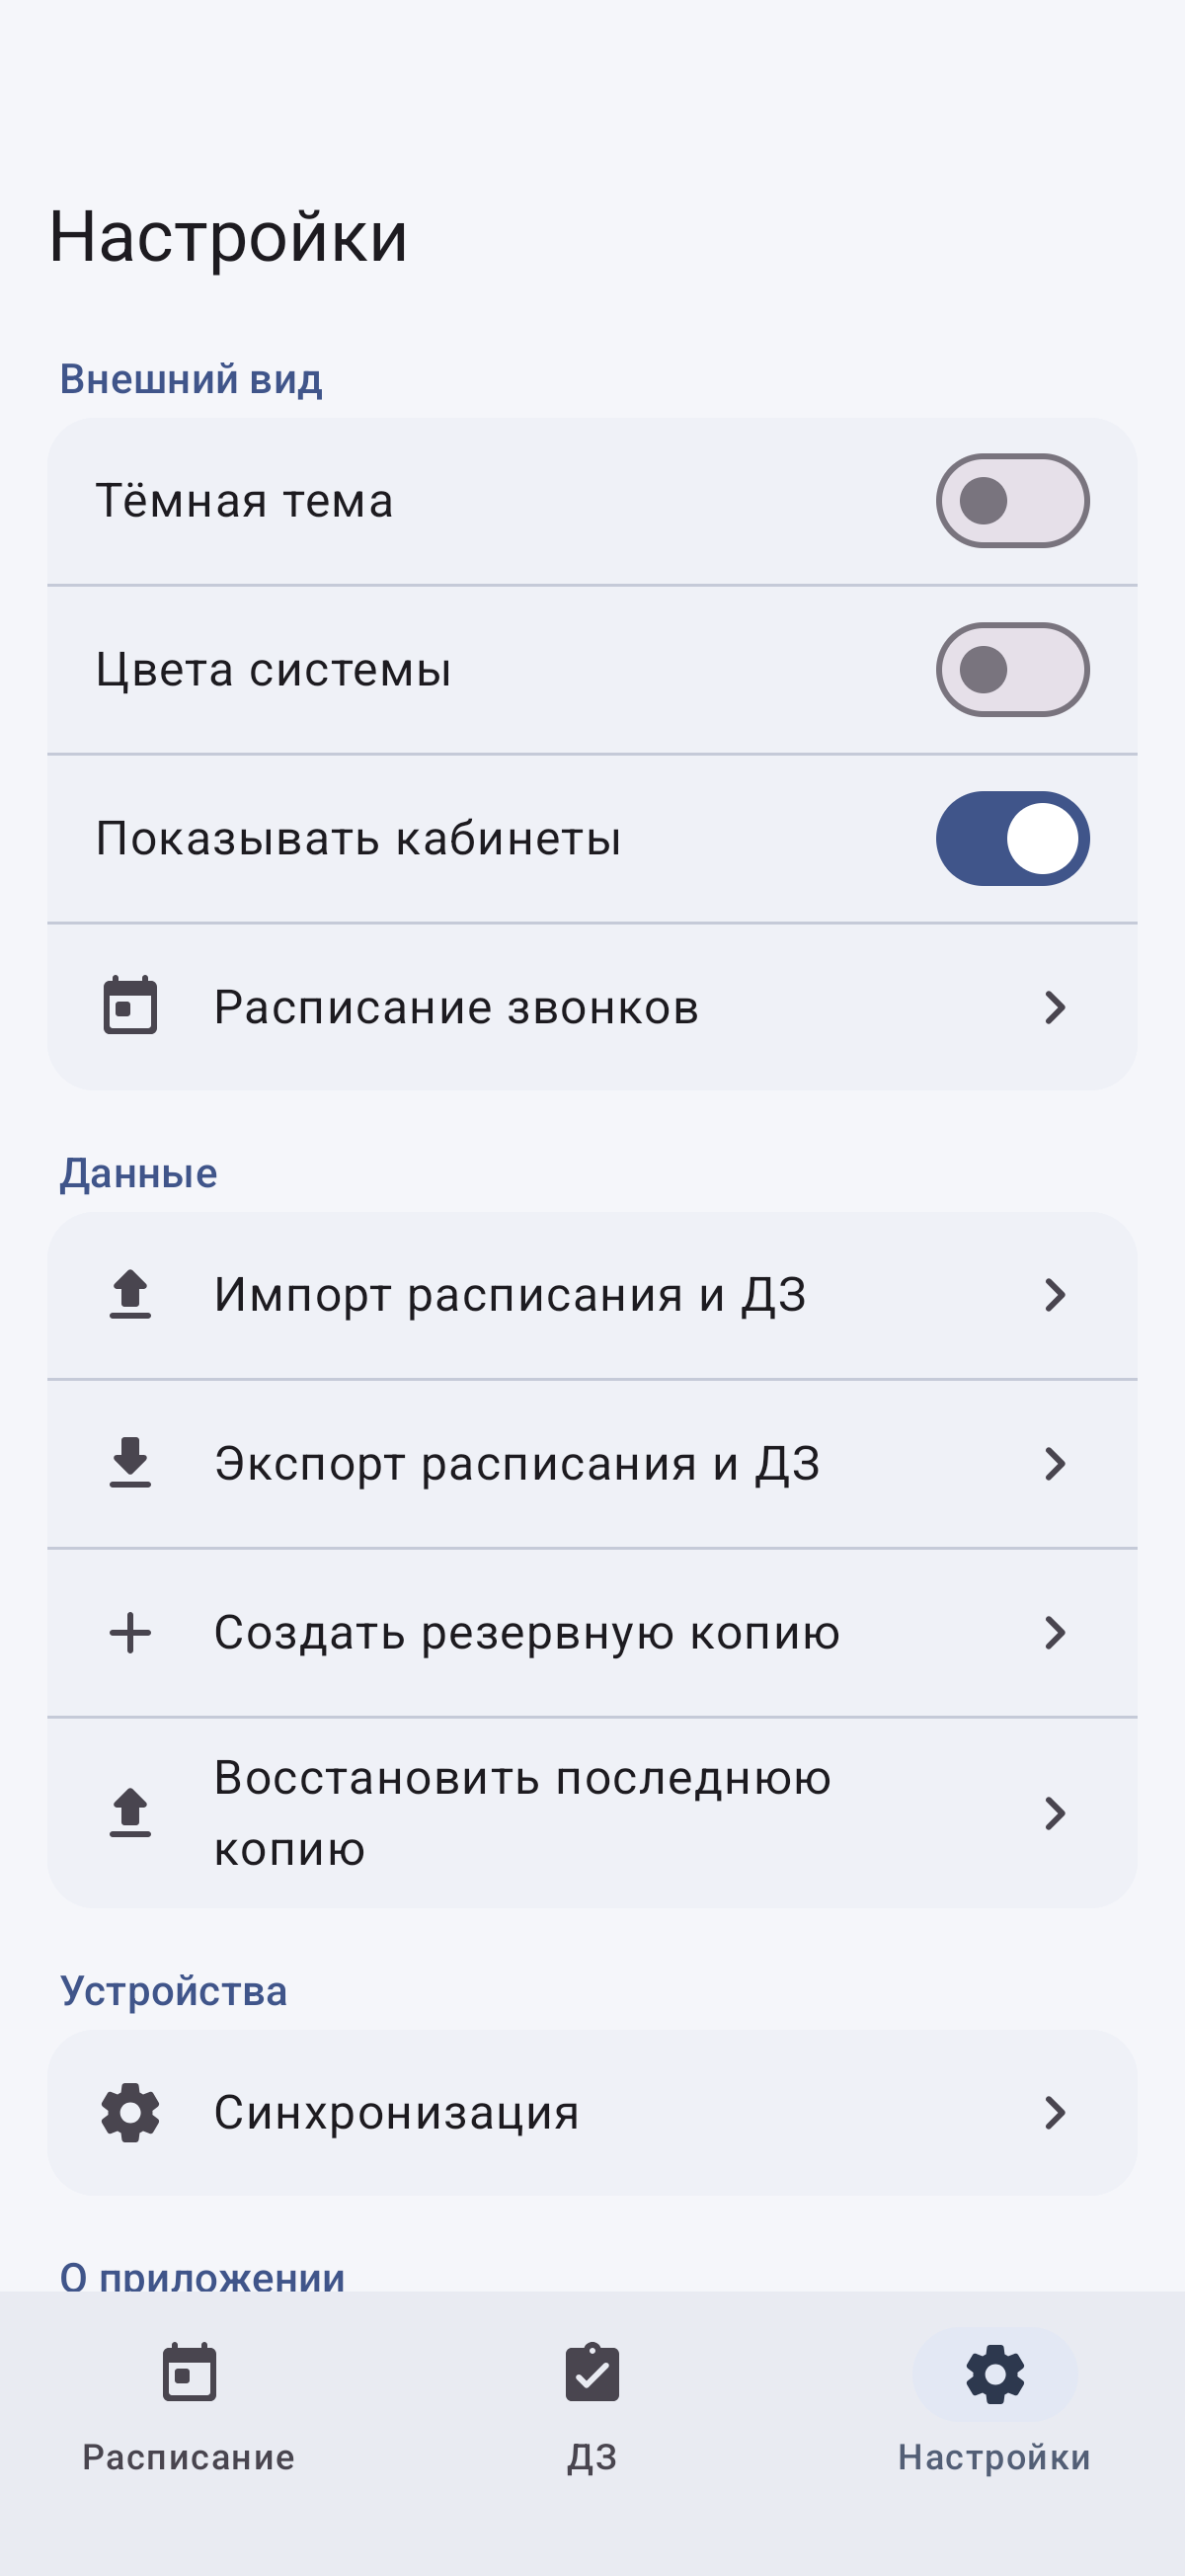 Настройки
Внешний вид
Тёмная тема
Цвета системы
Показывать кабинеты
Расписание звонков
Данные
Импорт расписания и ДЗ
Экспорт расписания и ДЗ
Создать резервную копию
Восстановить последнюю
копию
Устройства
Синхронизация
О приложении
Расписание
ДЗ
Настройки